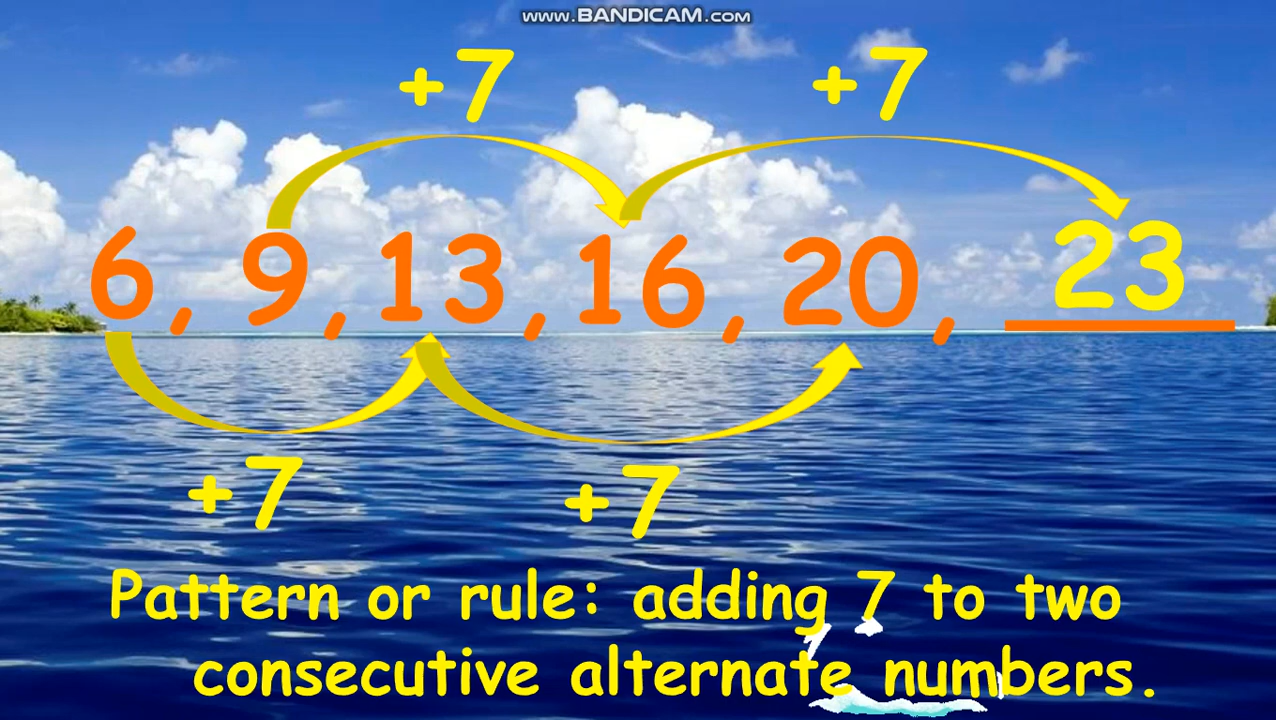 www.BANDICAM.com
+7 +7
6, 9, 13, 16, 20, 23
+7 +7
Pattern or rule: adding 7 to two
consecutive alternate numbers.